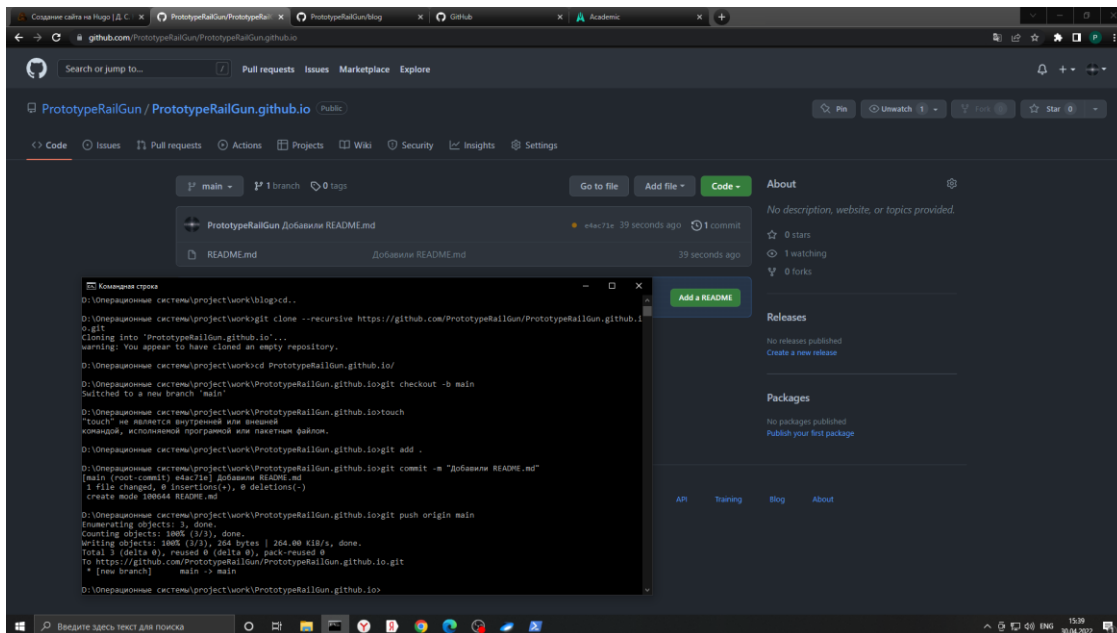 Создание сайта на Hugo | Д. С.
PrototypeRailGun/PrototypeRail
PrototypeRailGun/blog
GitHub
Academic
github.com/PrototypeRailGun/PrototypeRailGun.github.io
Search or jump to...
/
Pull requests Issues Marketplace Explore
PrototypeRailGun / PrototypeRailGun.github.io Public
Pin
Unwatch 1
Fork 0
Star 0
Code Issues Pull requests Actions Projects Wiki Security Insights Settings
main
1 branch
0 tags
Go to file
Add file
Code
About
No description, website, or topics provided.
PrototypeRailGun Добавили README.md
e4ac71e 39 seconds ago 1 commit
0 stars
README.md
Добавили README.md
39 seconds ago
1 watching
0 forks
Add a README
Releases
No releases published
Create a new release
Packages
No packages published
Publish your first package
API Training Blog About
Командная строка
D:\Операционные системы\project\work\blog>cd..
D:\Операционные системы\project\work>git clone --recursive https://github.com/PrototypeRailGun/PrototypeRailGun.github.i
o.git
Cloning into 'PrototypeRailGun.github.io'...
warning: You appear to have cloned an empty repository.
D:\Операционные системы\project\work>cd PrototypeRailGun.github.io/
D:\Операционные системы\project\work\PrototypeRailGun.github.io>git checkout -b main
Switched to a new branch 'main'
D:\Операционные системы\project\work\PrototypeRailGun.github.io>touch
"touch" не является внутренней или внешней
командой, исполняемой программой или пакетным файлом.
D:\Операционные системы\project\work\PrototypeRailGun.github.io>git add .
D:\Операционные системы\project\work\PrototypeRailGun.github.io>git commit -m "Добавили README.md"
[main (root-commit) e4ac71e] Добавили README.md
1 file changed, 0 insertions(+), 0 deletions(-)
create mode 100644 README.md
D:\Операционные системы\project\work\PrototypeRailGun.github.io>git push origin main
Enumerating objects: 3, done.
Counting objects: 100% (3/3), done.
Writing objects: 100% (3/3), 264 bytes | 264.00 KiB/s, done.
Total 3 (delta 0), reused 0 (delta 0), pack-reused 0
To https://github.com/PrototypeRailGun/PrototypeRailGun.github.io.git
* [new branch] main -> main
D:\Операционные системы\project\work\PrototypeRailGun.github.io>
Введите здесь текст для поиска
ENG
15:39
30.04.2022